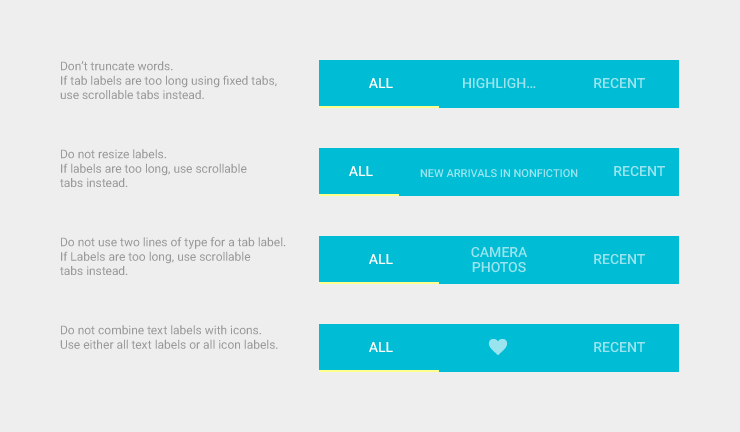 Don't truncate words.
If tab labels are too long using fixed tabs,
use scrollable tabs instead.
ALL
HIGHLIGH...
RECENT
Do not resize labels.
If labels are too long, use scrollable
tabs instead.
ALL
NEW ARRIVALS IN NONFICTION
RECENT
Do not use two lines of type for a tab label.
If Labels are too long, use scrollable
tabs instead.
ALL
CAMERA
PHOTOS
RECENT
Do not combine text labels with icons.
Use either all text labels or all icon labels.
ALL
RECENT